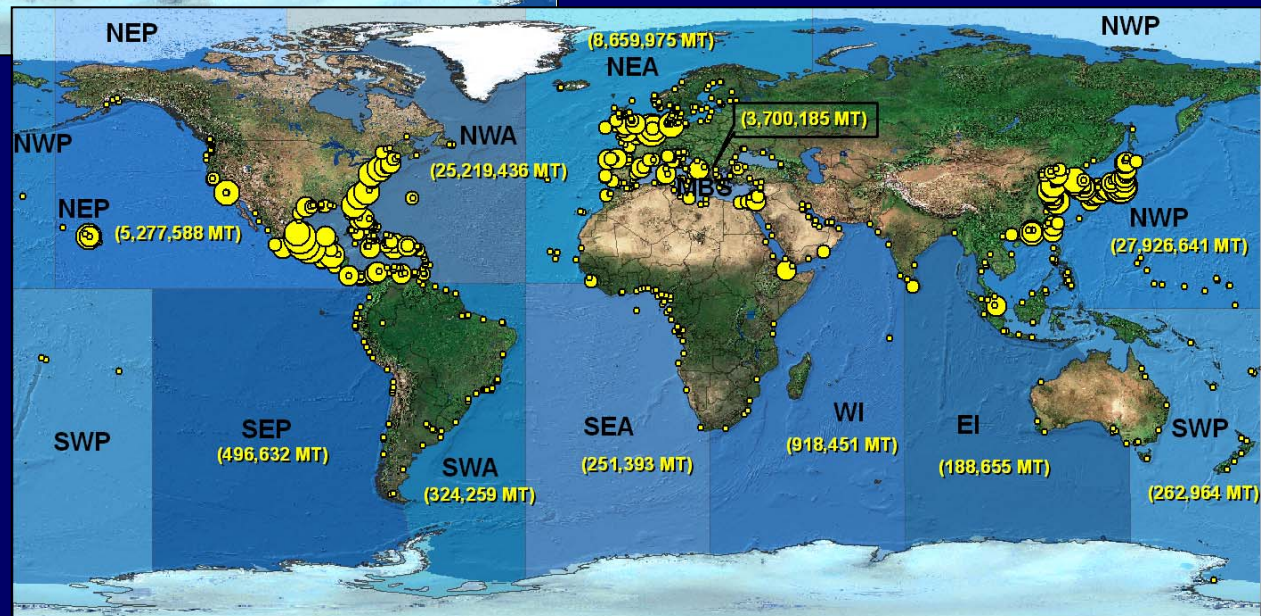 NEP
NWP
(8,659,975 MT)
NEA
(3,700,185 MT)
NWA
NWP
(25,219,436 MT)
MBS
NEP
(5,277,588 MT)
NWP
(27,926,641 MT)
SWP
SEP
(496,632 MT)
SWA
(324,259 MT)
SEA
(251,393 MT)
WI
(918,451 MT)
EI
(188,655 MT)
SWP
(262,964 MT)